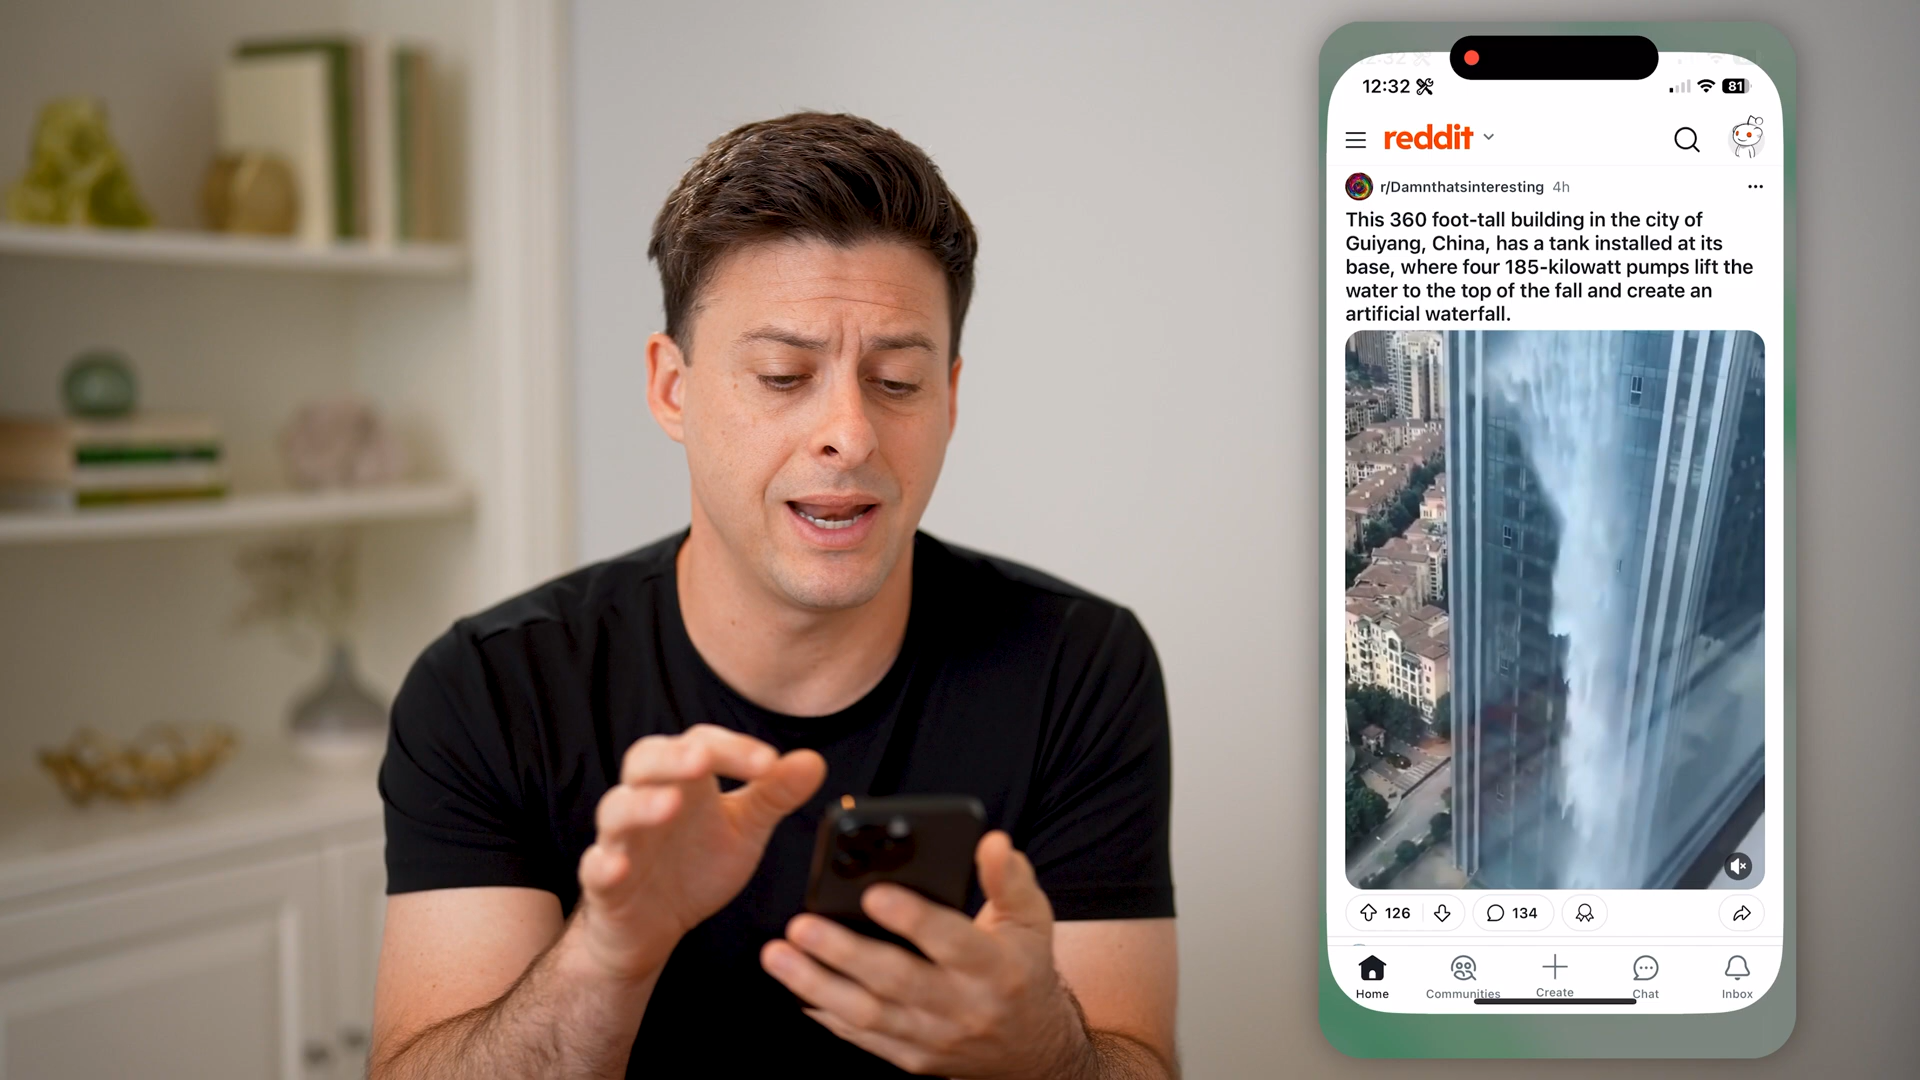 12:32
81
reddit
r/Damnthatsinteresting 4h
This 360 foot-tall building in the city of
Guiyang, China, has a tank installed at its
base, where four 185-kilowatt pumps lift the
water to the top of the fall and create an
artificial waterfall.
126
134
Home
Communities
Create
Chat
Inbox